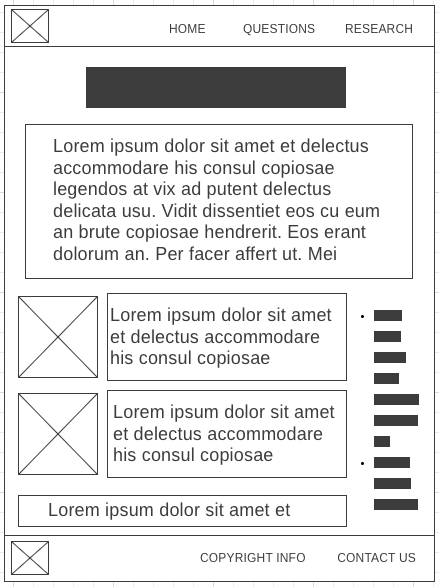 HOME QUESTIONS RESEARCH
Lorem ipsum dolor sit amet et delectus
accommodare his consul copiosae
legendos at vix ad putent delectus
delicata usu. Vidit dissentiet eos cu eum
an brute copiosae hendrerit. Eos erant
dolorum an. Per facer affert ut. Mei
Lorem ipsum dolor sit amet
et delectus accommodare
his consul copiosae
Lorem ipsum dolor sit amet
et delectus accommodare
his consul copiosae
Lorem ipsum dolor sit amet et
COPYRIGHT INFO CONTACT US